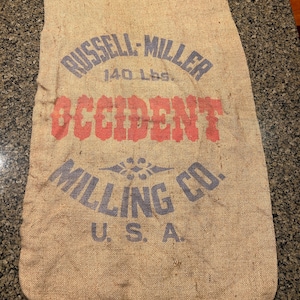 RUSSELL-MILLER
140 Lbs.
OCCIDENT
MILLING CO.
U. S. A.